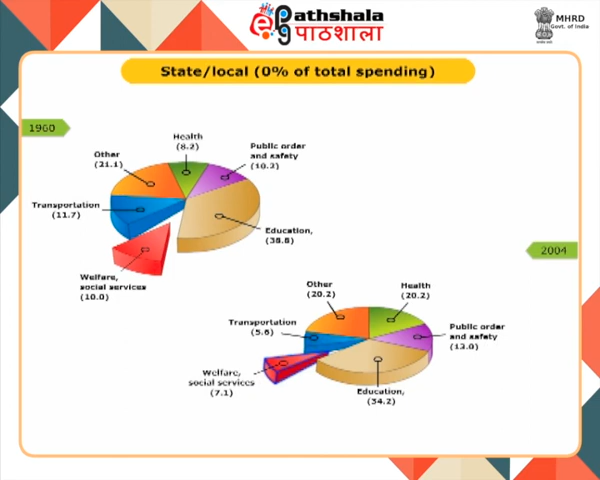 ePathshala
पाठशाला
MHRD
Govt. of India
State/local (0% of total spending)
1960
Health
(8.2)
Other
(21.1)
Public order
and safety
(10.2)
Transportation
(11.7)
Education,
(38.8)
Welfare,
social services
(10.0)
2004
Other
(20.2)
Health
(20.2)
Transportation
(5.6)
Public order
and safety
(13.0)
Welfare,
social services
(7.1)
Education,
(34.2)